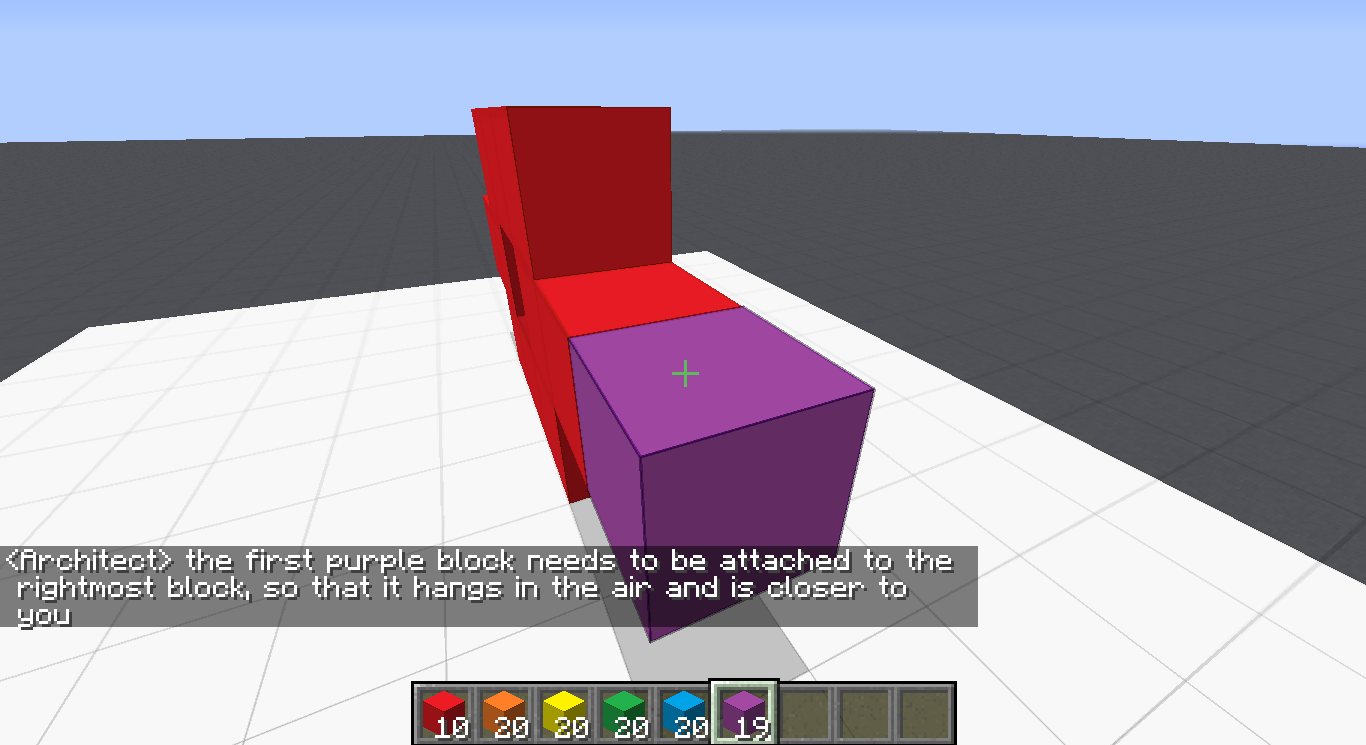 <Architect> the first purple block needs to be attached to the
rightmost block, so that it hangs in the air and is closer to
you
10 20 20 20 20 19